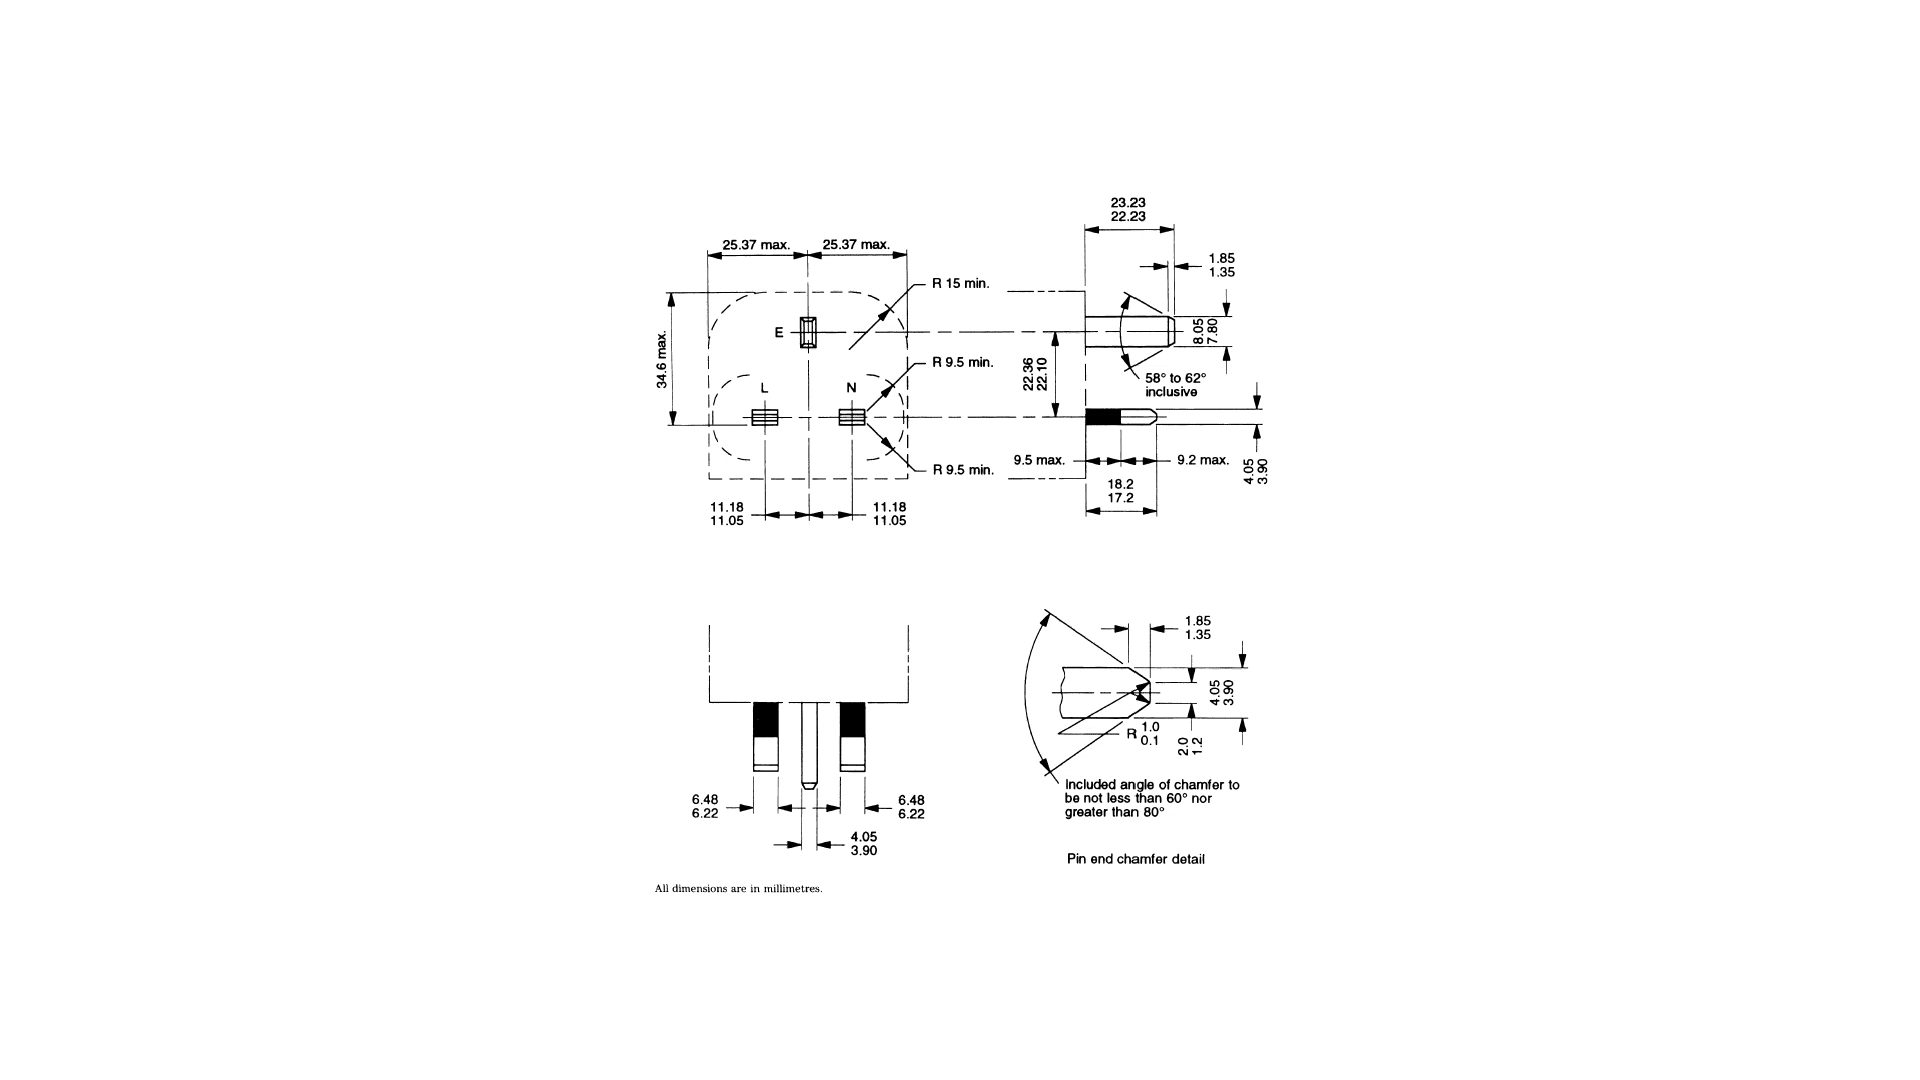 23.23
22.23
25.37 max.
25.37 max.
1.85
1.35
R 15 min.
34.6 max.
E
8.05
7.80
R 9.5 min.
22.36
22.10
58° to 62°
inclusive
L
N
R 9.5 min.
9.5 max.
9.2 max.
4.05
3.90
18.2
17.2
11.18
11.05
11.18
11.05
1.85
1.35
4.05
3.90
R 1.0
0.1
2.0
1.2
Included angle of chamfer to
be not less than 60° nor
greater than 80°
6.48
6.22
6.48
6.22
4.05
3.90
Pin end chamfer detail
All dimensions are in millimetres.